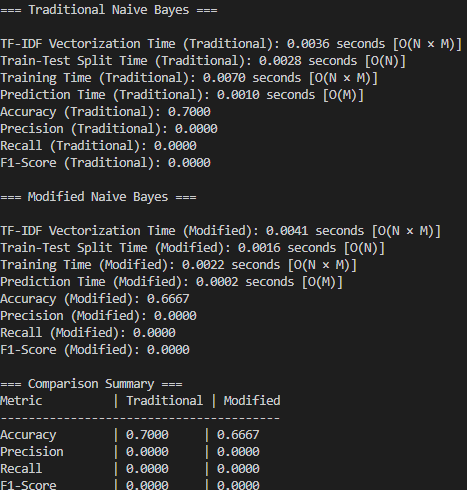 === Traditional Naive Bayes ===
TF-IDF Vectorization Time (Traditional): 0.0036 seconds [O(N × M)]
Train-Test Split Time (Traditional): 0.0028 seconds [O(N)]
Training Time (Traditional): 0.0070 seconds [O(N × M)]
Prediction Time (Traditional): 0.0010 seconds [O(M)]
Accuracy (Traditional): 0.7000
Precision (Traditional): 0.0000
Recall (Traditional): 0.0000
F1-Score (Traditional): 0.0000
=== Modified Naive Bayes ===
TF-IDF Vectorization Time (Modified): 0.0041 seconds [O(N × M)]
Train-Test Split Time (Modified): 0.0016 seconds [O(N)]
Training Time (Modified): 0.0022 seconds [O(N × M)]
Prediction Time (Modified): 0.0002 seconds [O(M)]
Accuracy (Modified): 0.6667
Precision (Modified): 0.0000
Recall (Modified): 0.0000
F1-Score (Modified): 0.0000
=== Comparison Summary ===
Metric | Traditional | Modified
----------------------------------------
Accuracy | 0.7000 | 0.6667
Precision | 0.0000 | 0.0000
Recall | 0.0000 | 0.0000
F1-Score | 0.0000 | 0.0000